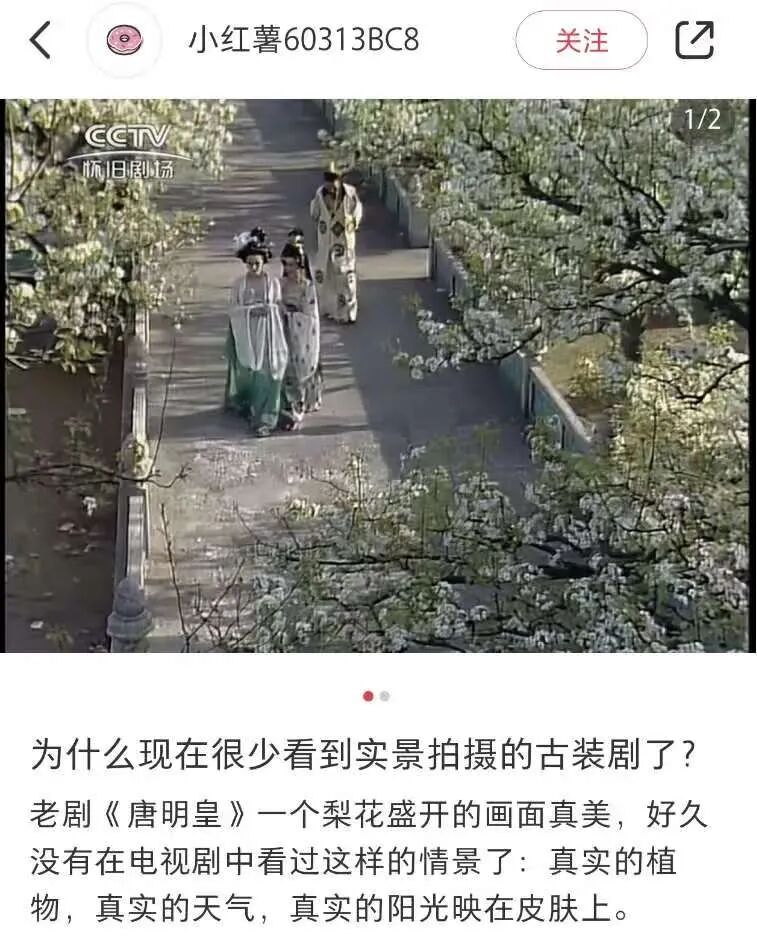 小红薯60313BC8
关注
CCTV
怀旧剧场
1/2
为什么现在很少看到实景拍摄的古装剧了？
老剧《唐明皇》一个梨花盛开的画面真美，好久
没有在电视剧中看过这样的情景了：真实的植
物，真实的天气，真实的阳光映在皮肤上。